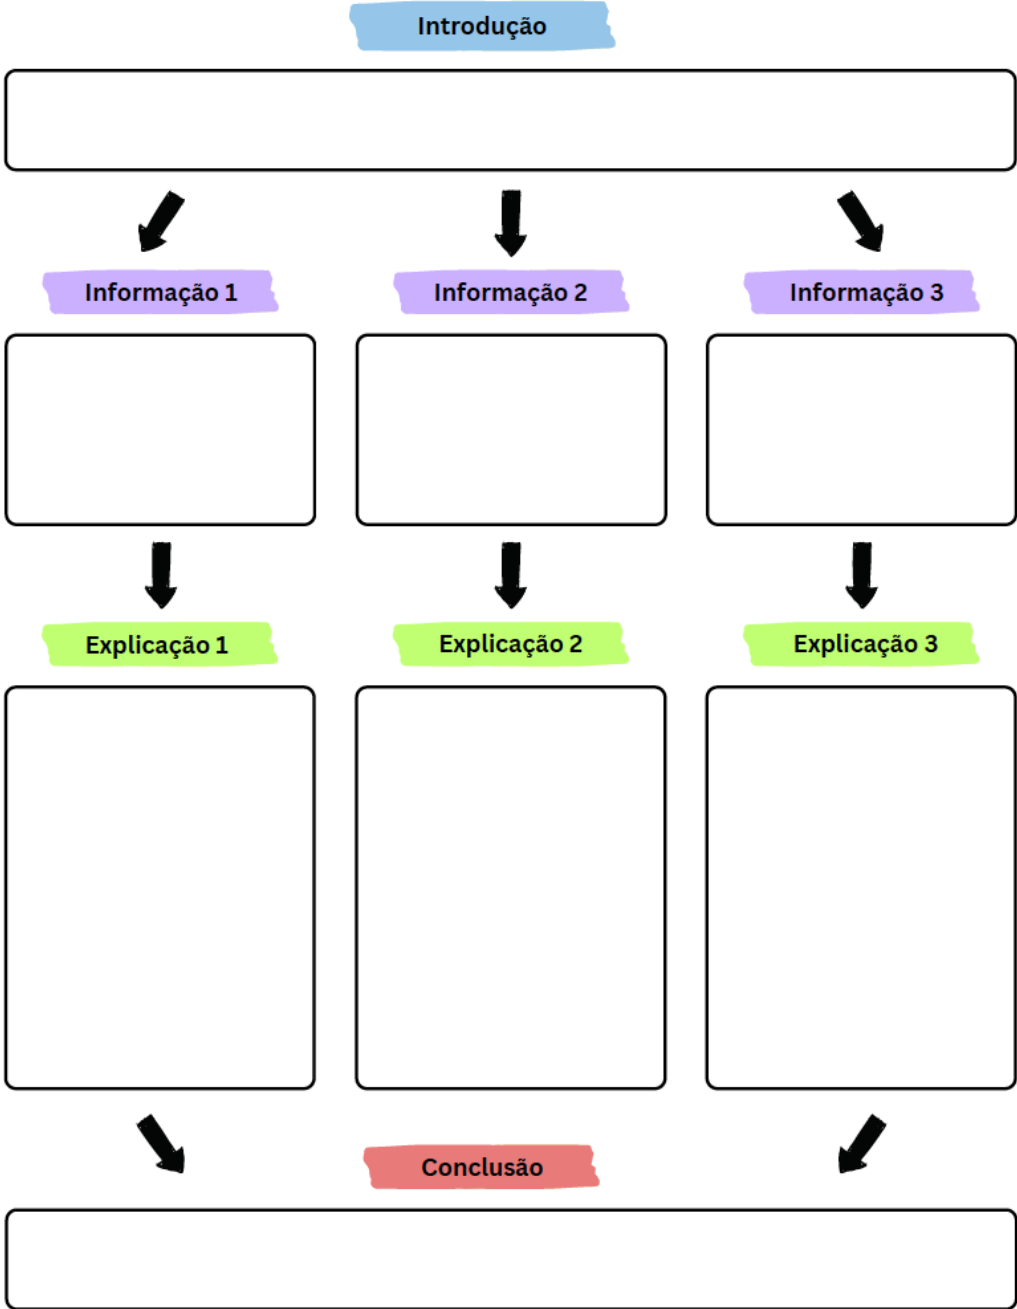 Introdução
Informação 1
Informação 2
Informação 3
Explicação 1
Explicação 2
Explicação 3
Conclusão